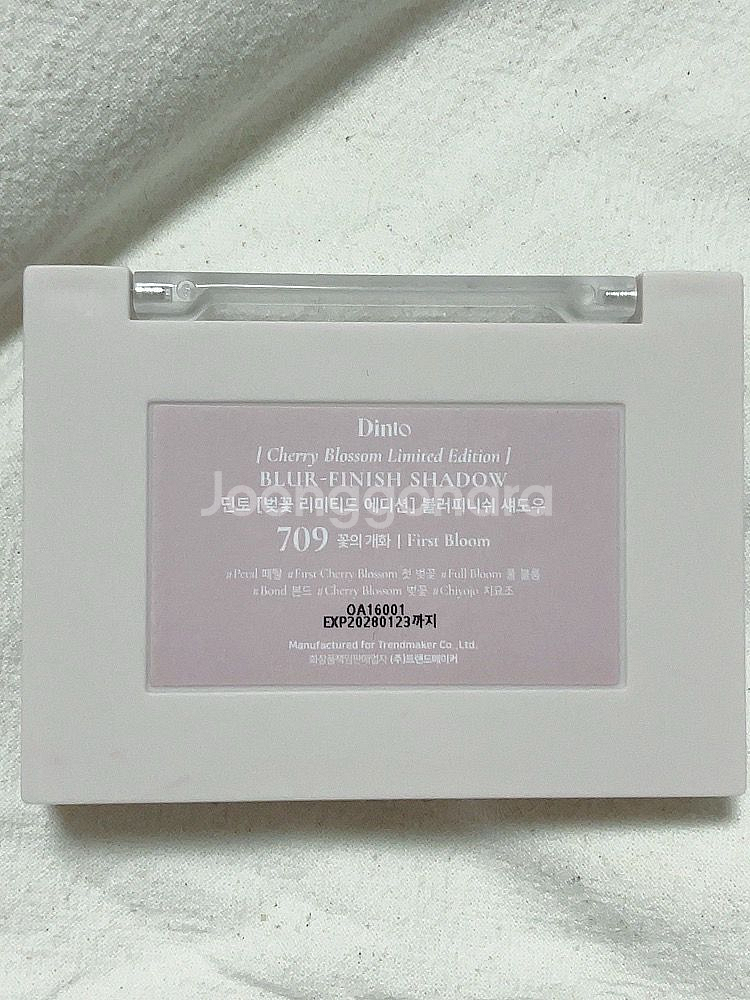 Dinto
[ Cherry Blossom Limited Edition ]
BLUR-FINISH SHADOW
딘토 [벚꽃 리미티드 에디션] 블러피니쉬 섀도우
Joonggonara
709 꽃의 개화 | First Bloom
#Petal 페탈 #First Cherry Blossom 첫 벚꽃 #Full Bloom 풀 블룸
#Bond 본드 #Cherry Blossom 벚꽃 #Chiyojo 치요조
OA16001
EXP20280123까지
Manufactured for Trendmaker Co., Ltd.
화장품책임판매업자 (주)트렌드메이커